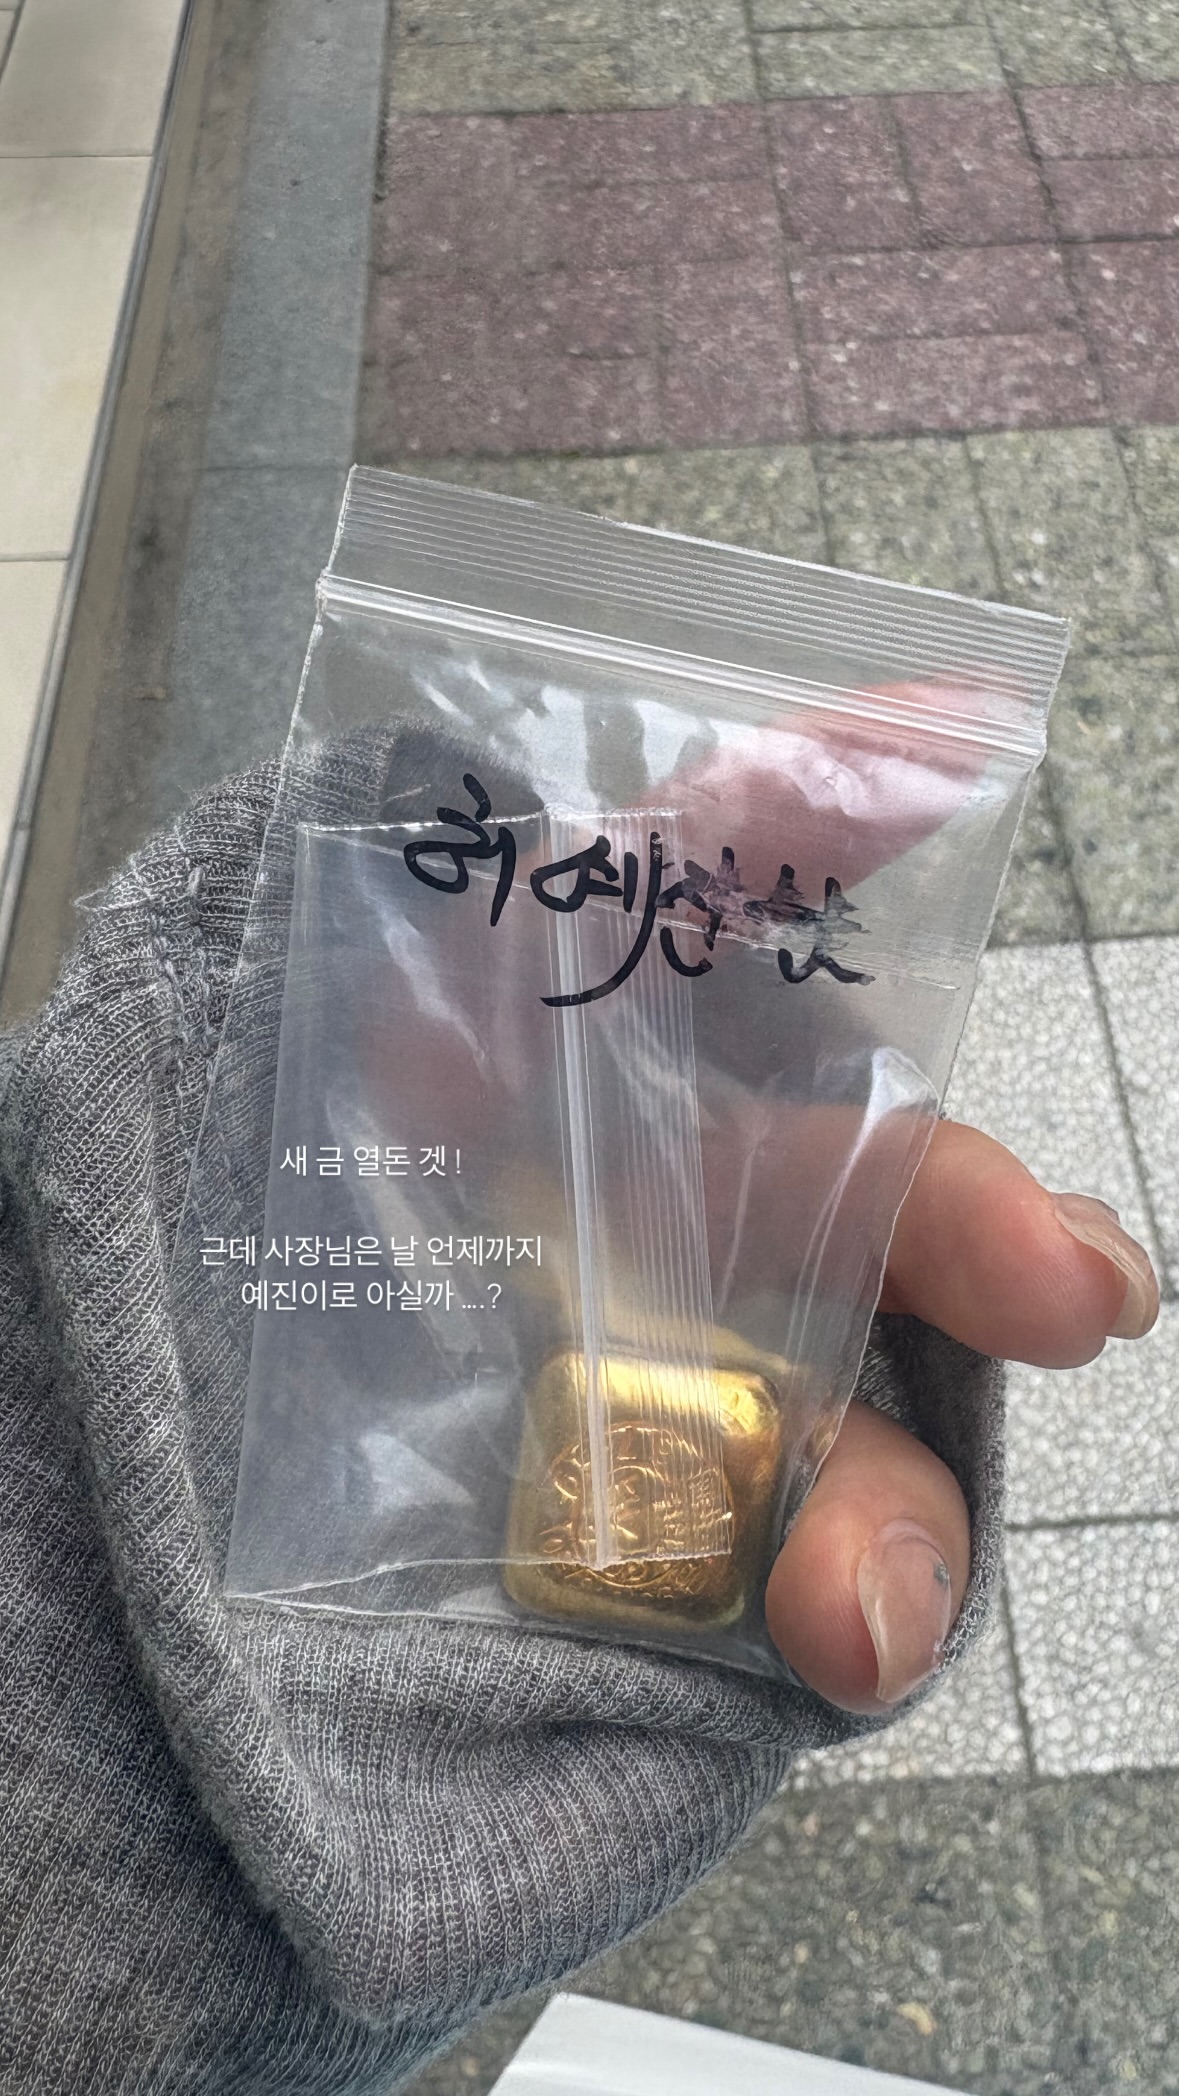 허예진
새 금 열돈 겟 !
근데 사장님은 날 언제까지
예진이로 아실까 ....?